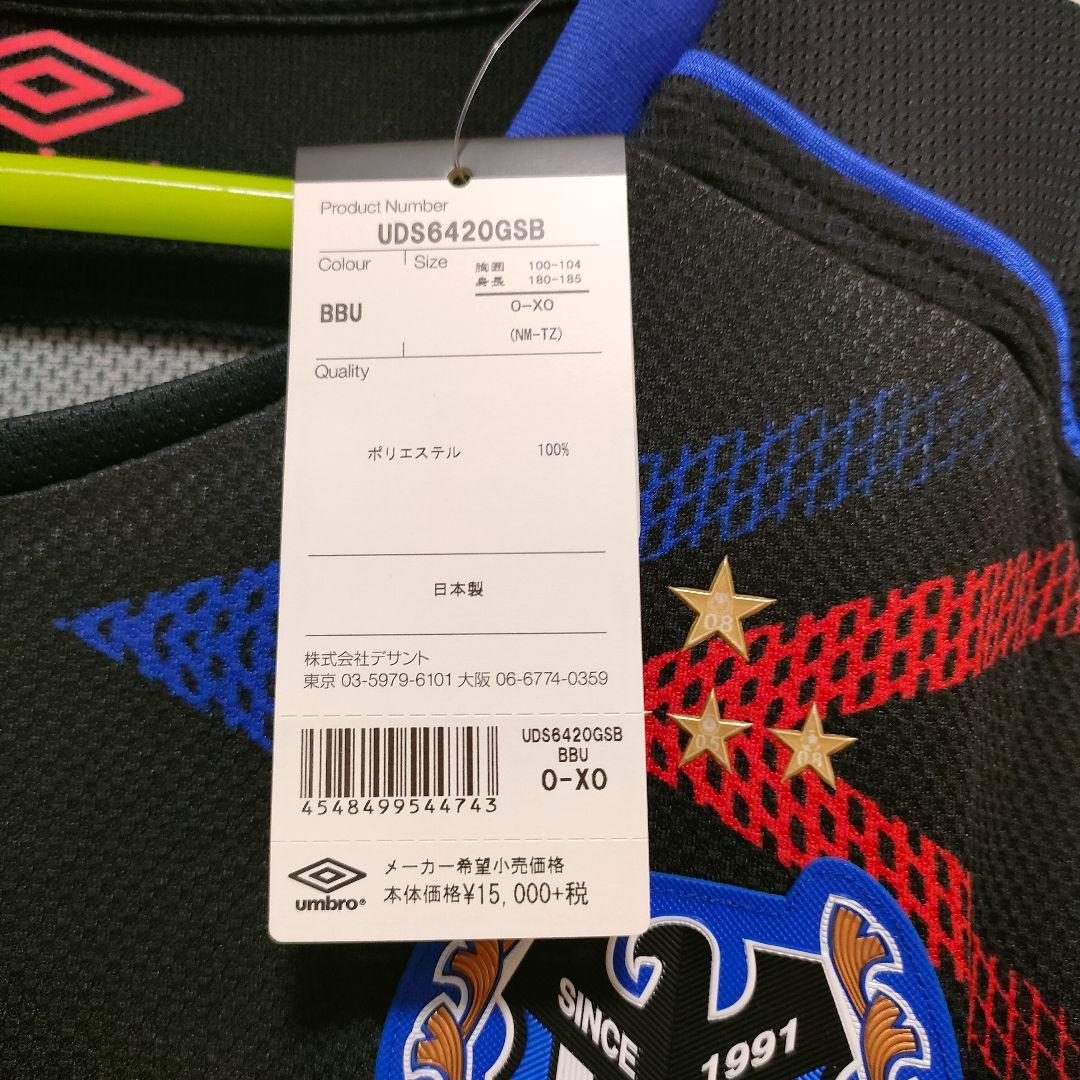 Product Number
UDS6420GSB
Colour
Size
胸囲 100-104
身長 180-185
BBU
O-XO
(NM-TZ)
Quality
ポリエステル 100%
日本製
株式会社デサント
東京 03-5979-6101 大阪 06-6774-0359
UDS6420GSB
BBU
O-XO
4548499544743
メーカー希望小売価格
umbro®
本体価格¥15,000+税
08
05
SINCE
1991